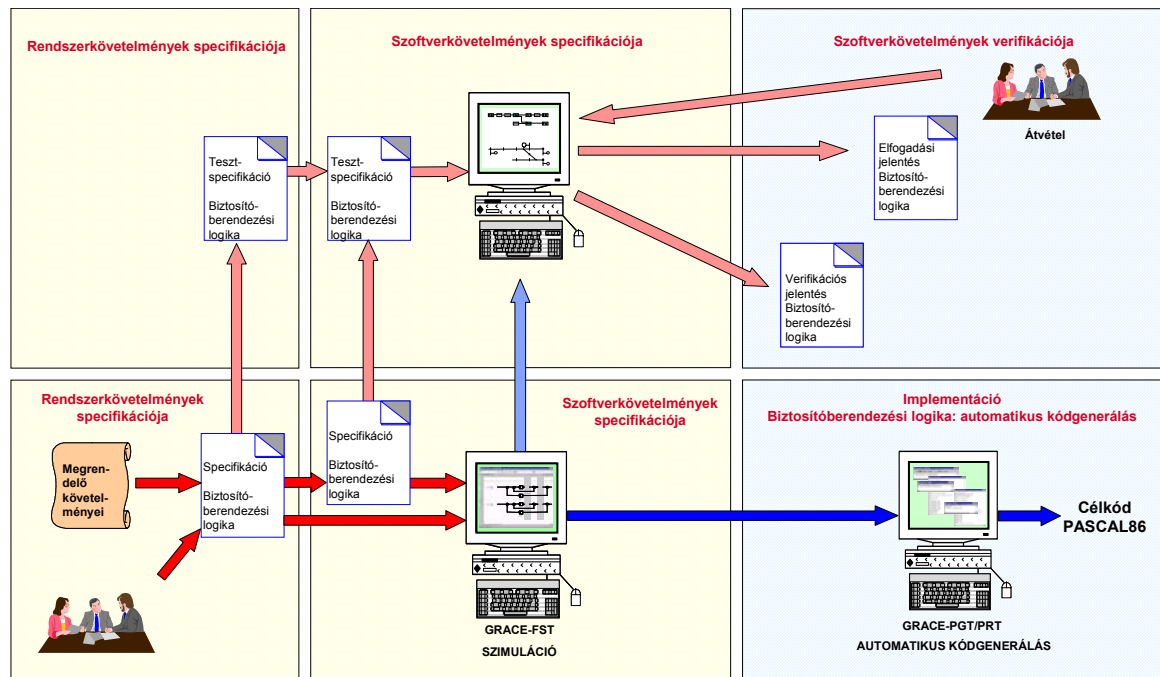 Rendszerkövetelmények specifikációja
Teszt-
specifikáció
Biztosító-
berendezési
logika
Szoftverkövetelmények specifikációja
Teszt-
specifikáció
Biztosító-
berendezési
logika
Szoftverkövetelmények verifikációja
Átvétel
Elfogadási
jelentés
Biztosító-
berendezési
logika
Verifikációs
jelentés
Biztosító-
berendezési
logika
Rendszerkövetelmények
specifikációja
Megren-
delő
követel-
ményei
Specifikáció
Biztosító-
berendezési
logika
Szoftverkövetelmények
specifikációja
Specifikáció
Biztosító-
berendezési
logika
GRACE-FST
SZIMULÁCIÓ
Implementáció
Biztosítóberendezési logika: automatikus kódgenerálás
Célkód
PASCAL86
GRACE-PGT/PRT
AUTOMATIKUS KÓDGENERÁLÁS